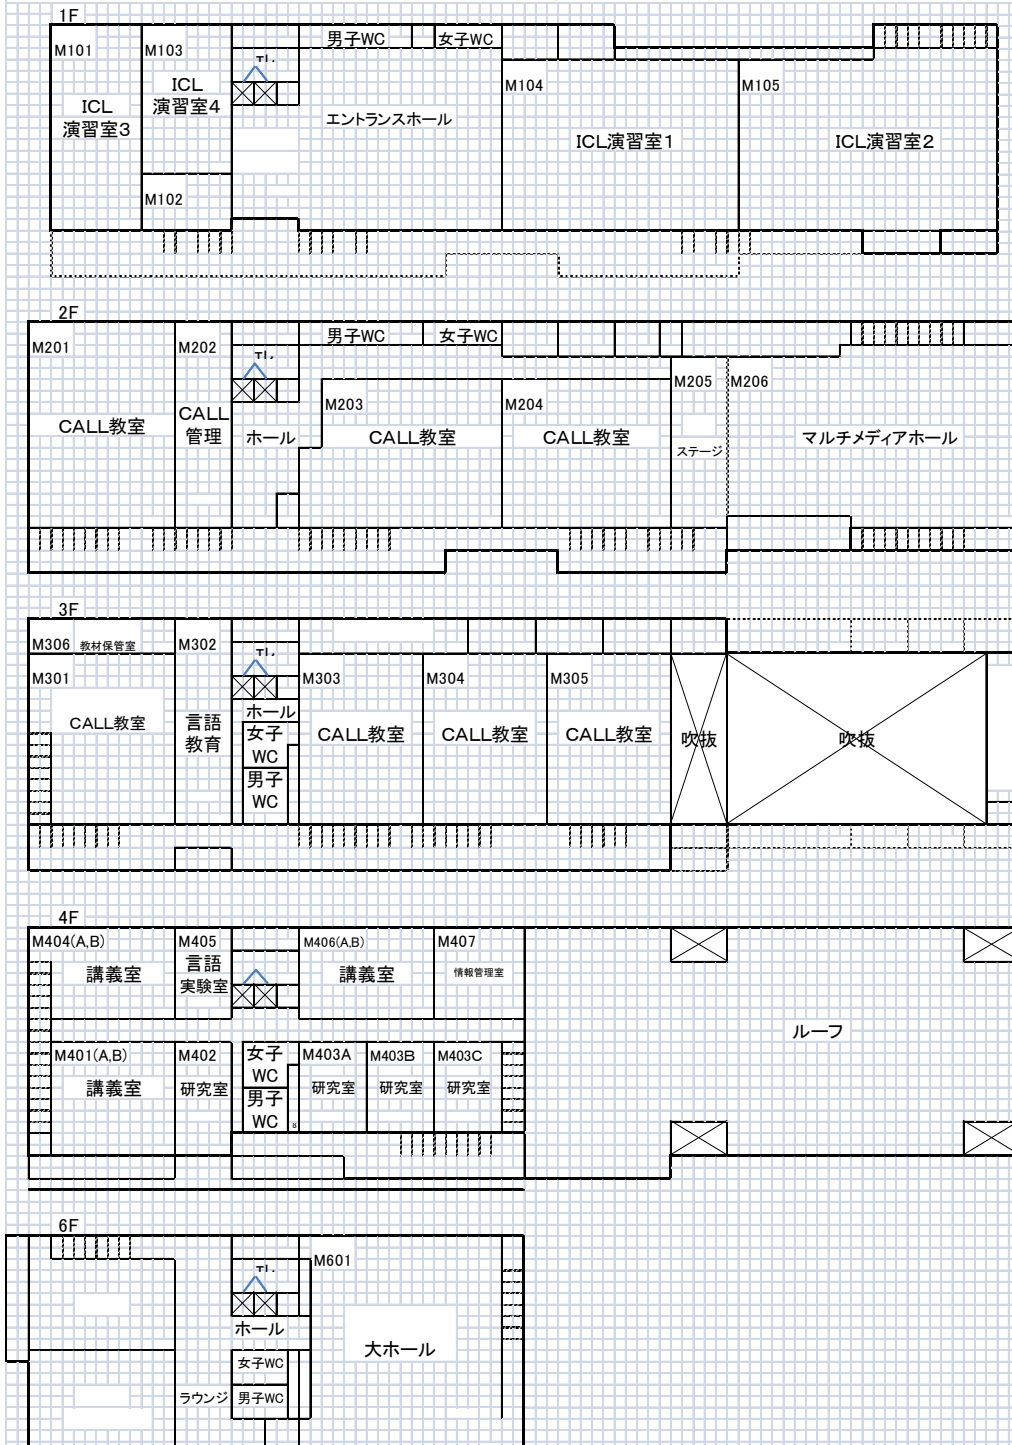 1F
男子WC
女子WC
M101
M103
ICL
演習室4
M104
M105
ICL
演習室3
エントランスホール
ICL演習室1
ICL演習室2
M102
2F
男子WC
女子WC
M201
M202
M205
M206
M203
M204
CALL教室
CALL
管理
ホール
CALL教室
CALL教室
ステージ
マルチメディアホール
3F
M306 教材保管室
M302
M301
M303
M304
M305
CALL教室
言語
教育
ホール
女子
WC
男子
WC
CALL教室
CALL教室
CALL教室
吹抜
吹抜
4F
M404(A,B)
M405
M406(A,B)
M407
講義室
言語
実験室
講義室
情報管理室
ルーフ
M401(A,B)
M402
女子
WC
男子
WC
M403A
M403B
M403C
講義室
研究室
研究室
研究室
研究室
6F
M601
ホール
大ホール
女子WC
ラウンジ
男子WC